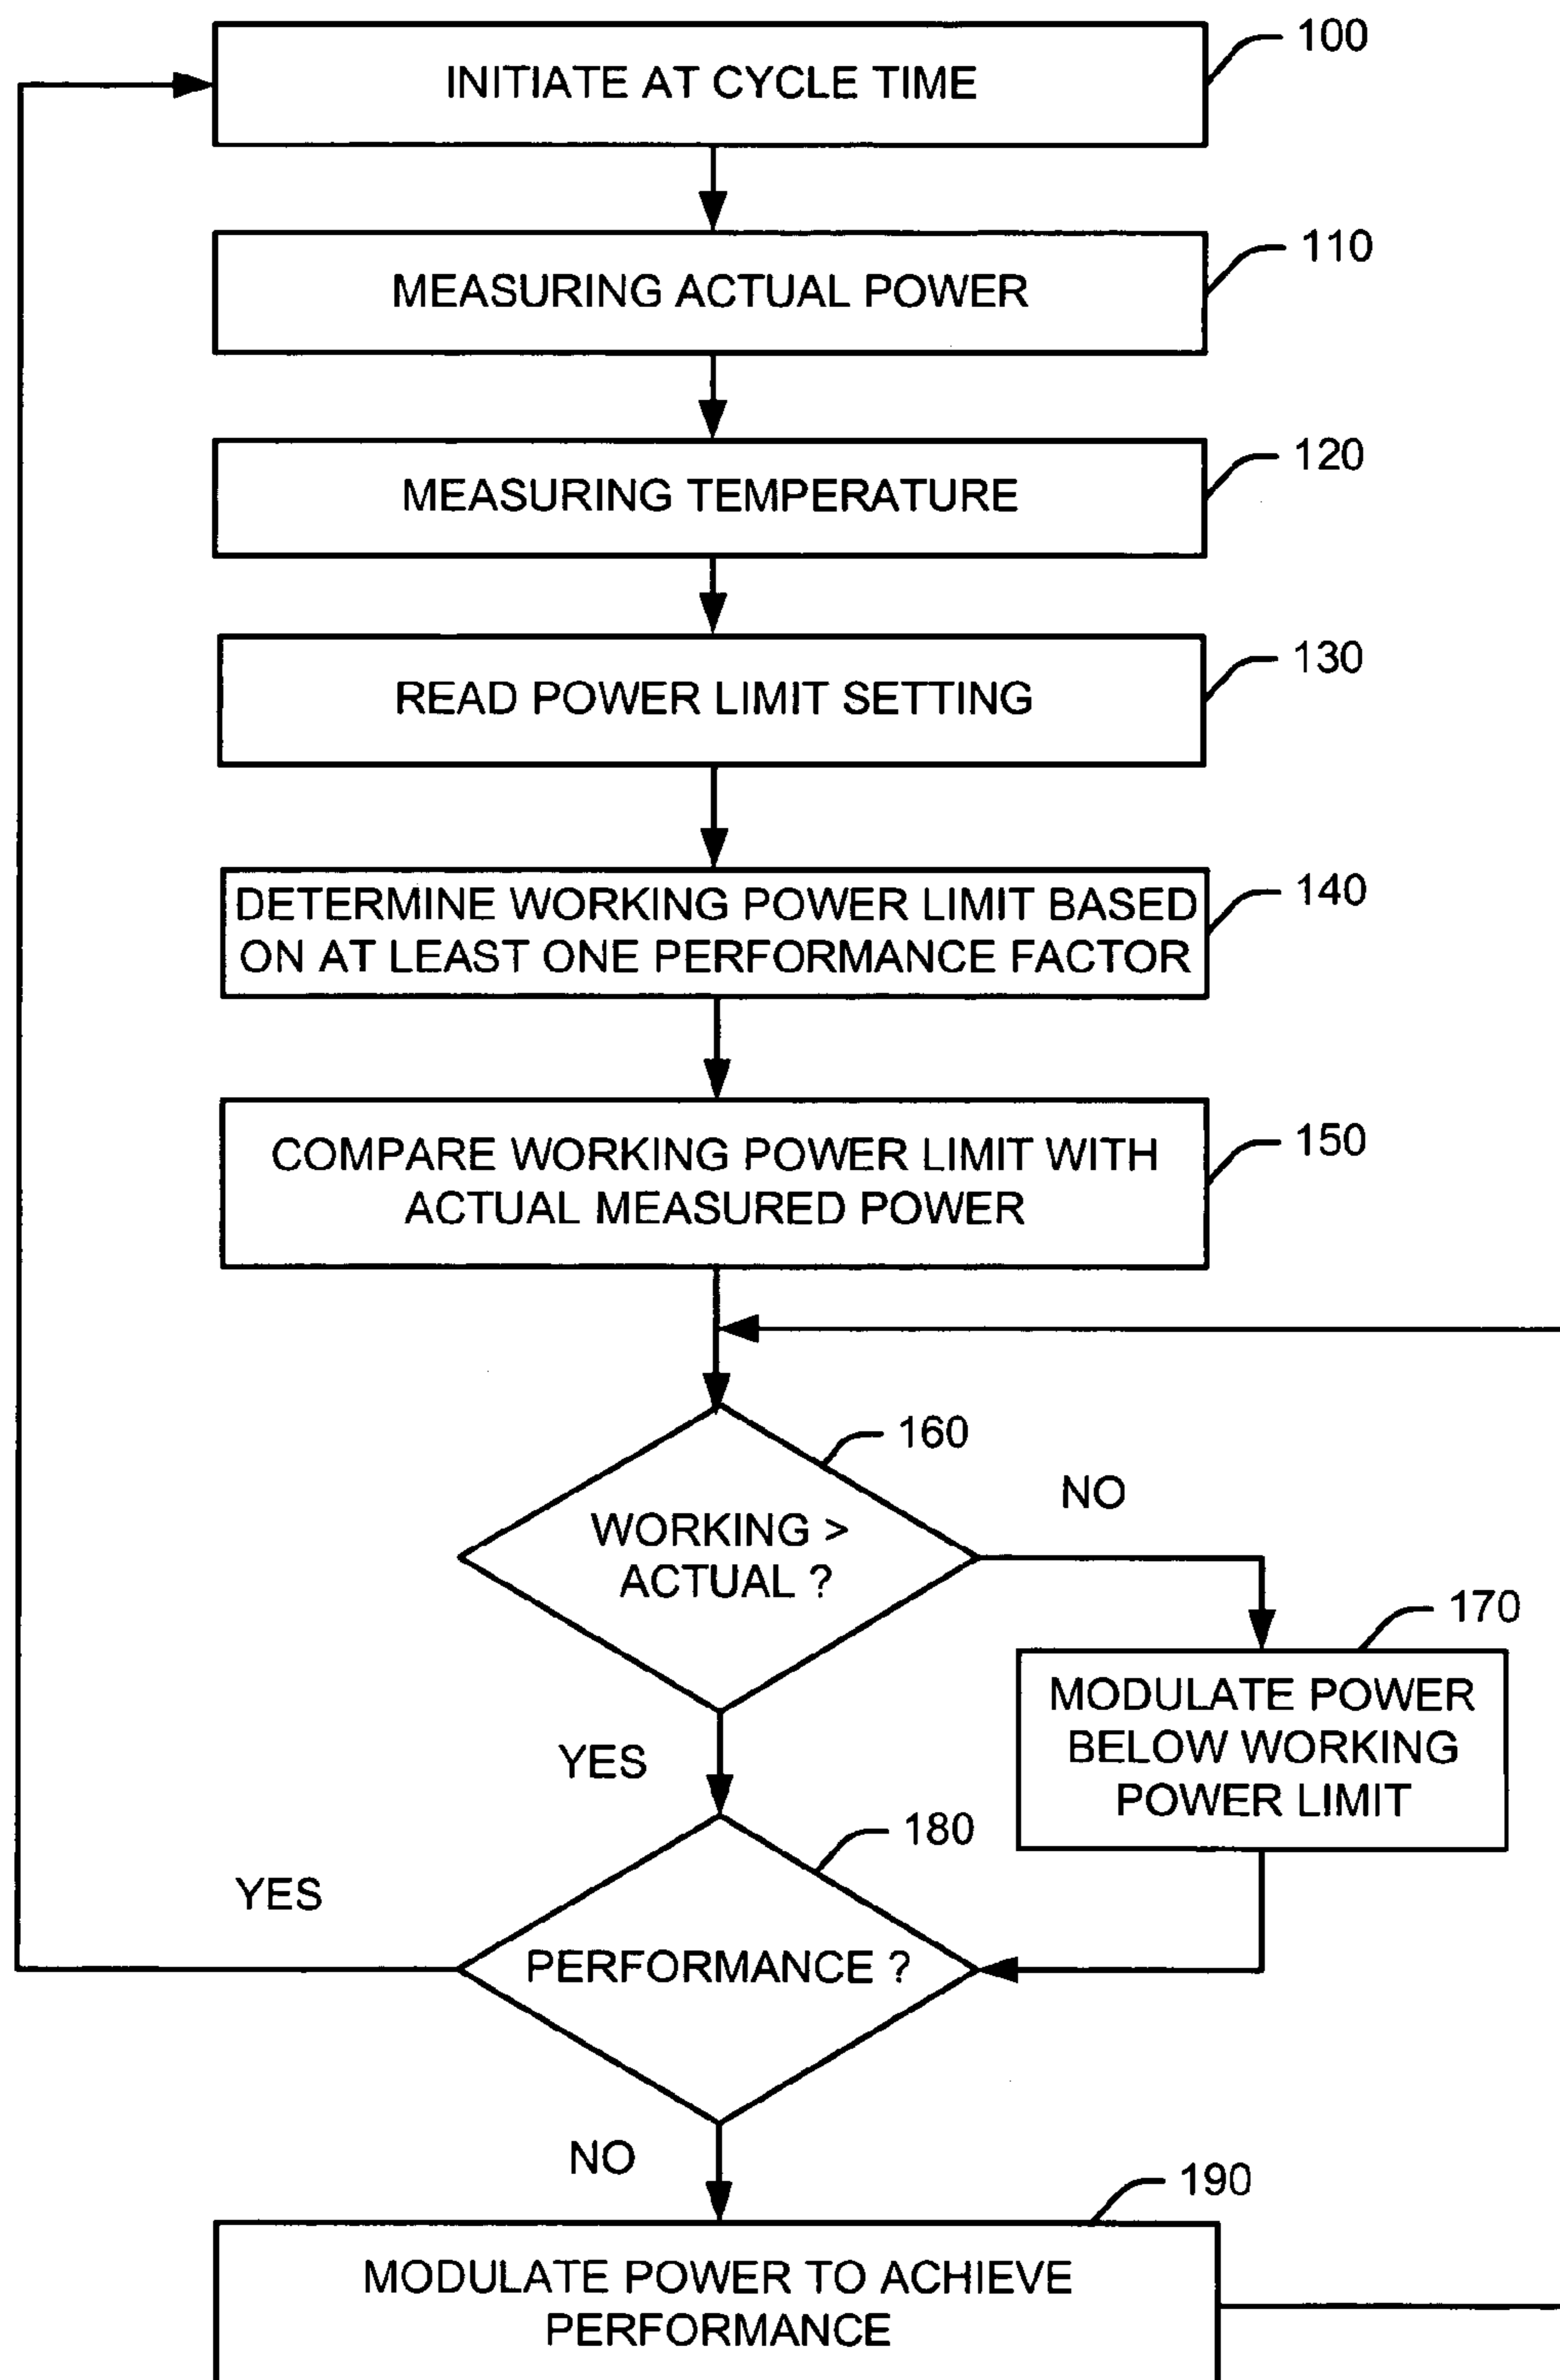 100
INITIATE AT CYCLE TIME
110
MEASURING ACTUAL POWER
120
MEASURING TEMPERATURE
130
READ POWER LIMIT SETTING
140
DETERMINE WORKING POWER LIMIT BASED
ON AT LEAST ONE PERFORMANCE FACTOR
150
COMPARE WORKING POWER LIMIT WITH
ACTUAL MEASURED POWER
160
NO
WORKING >
ACTUAL ?
170
MODULATE POWER
BELOW WORKING
POWER LIMIT
YES
180
YES
PERFORMANCE ?
NO
190
MODULATE POWER TO ACHIEVE
PERFORMANCE